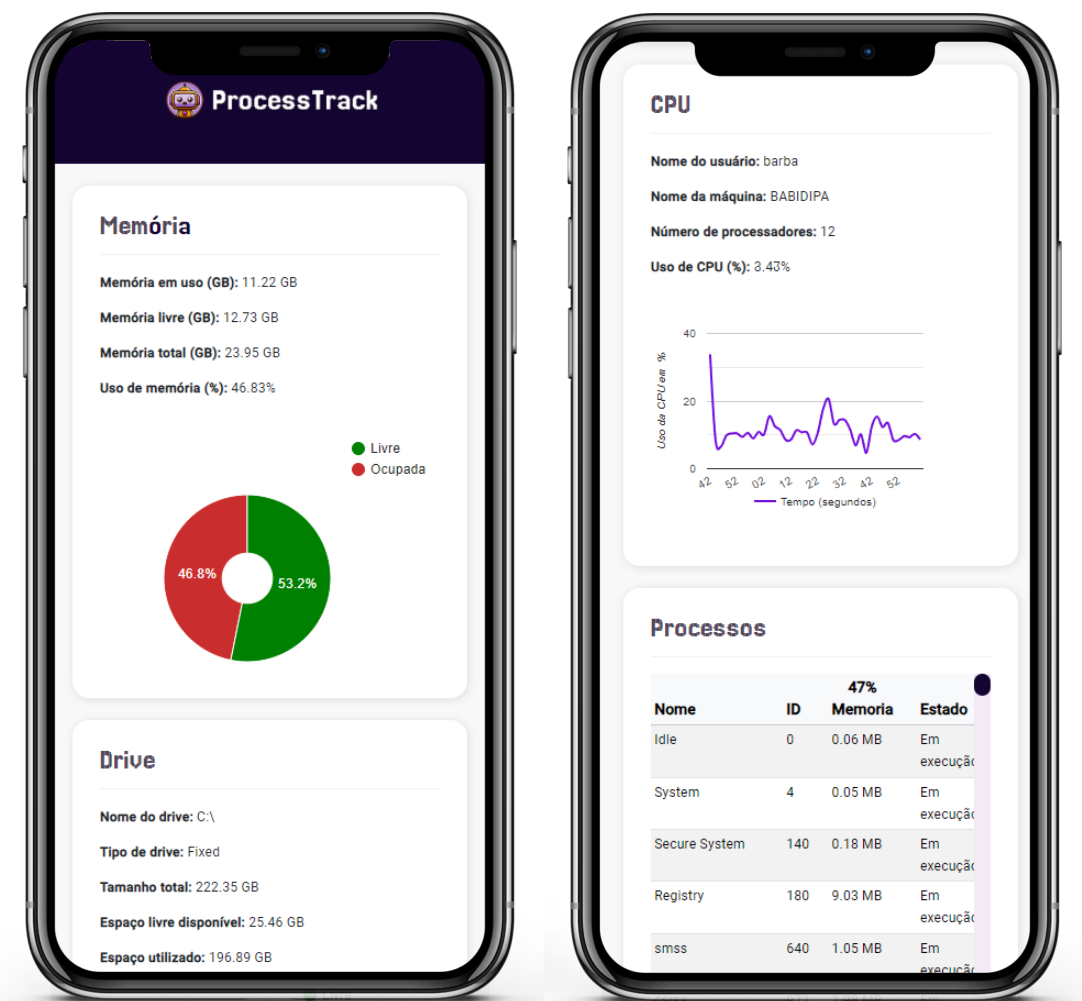 ProcessTrack
Memória
Memória em uso (GB): 11.22 GB
Memória livre (GB): 12.73 GB
Memória total (GB): 23.95 GB
Uso de memória (%): 46.83%
Livre
Ocupada
46.8%
53.2%
Drive
Nome do drive: C:\
Tipo de drive: Fixed
Tamanho total: 222.35 GB
Espaço livre disponível: 25.46 GB
Espaço utilizado: 196.89 GB
CPU
Nome do usuário: barba
Nome da máquina: BABIDIPA
Número de processadores: 12
Uso de CPU (%): 3.43%
Uso da CPU em %
40
20
0
42 52 02 12 22 32 42 52
Tempo (segundos)
Processos
47%
Nome ID Memoria Estado
Idle 0 0.06 MB Em
execução
System 4 0.05 MB Em
execução
Secure System 140 0.18 MB Em
execução
Registry 180 9.03 MB Em
execução
smss 640 1.05 MB Em
execução